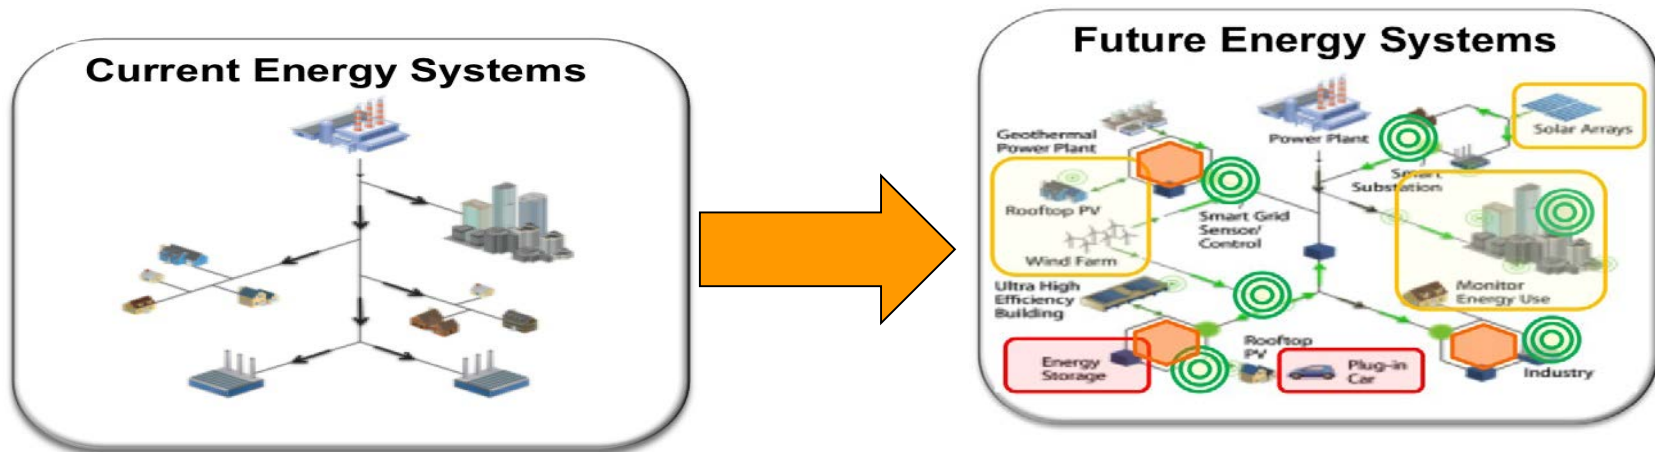 Current Energy Systems
Future Energy Systems
Geothermal
Power Plant
Power Plant
Solar Arrays
Smart
Substation
Rooftop PV
Smart Grid
Sensor/
Control
Wind Farm
Ultra High
Efficiency
Building
Monitor
Energy Use
Energy
Storage
Rooftop
PV
Plug-in
Car
Industry